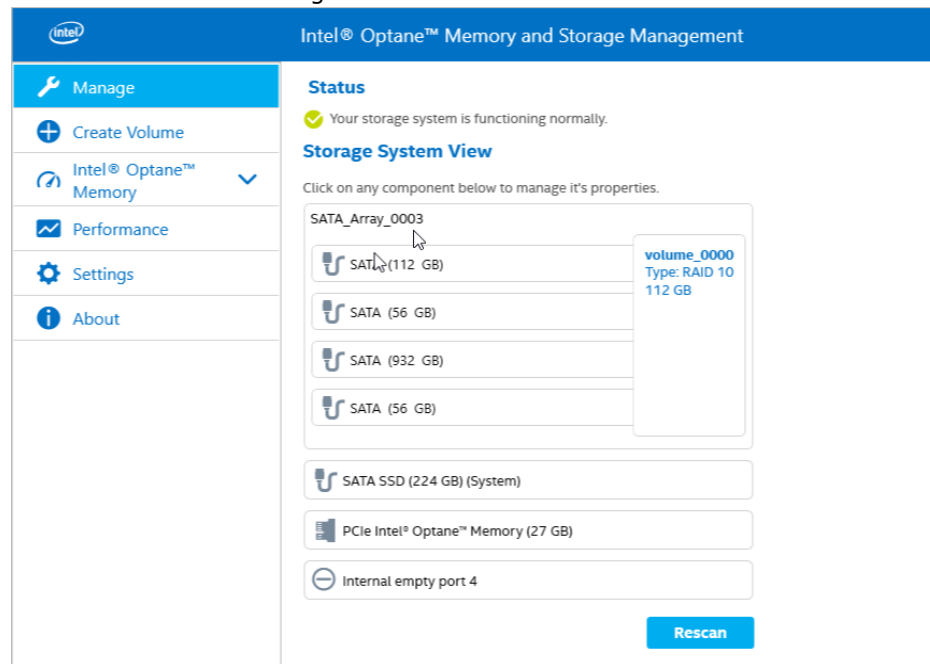 intel
Intel® Optane™ Memory and Storage Management
Manage
Create Volume
Intel® Optane™
Memory
Performance
Settings
About
Status
Your storage system is functioning normally.
Storage System View
Click on any component below to manage it's properties.
SATA_Array_0003
SATA (112 GB)
SATA (56 GB)
SATA (932 GB)
SATA (56 GB)
volume_0000
Type: RAID 10
112 GB
SATA SSD (224 GB) (System)
PCIe Intel® Optane™ Memory (27 GB)
Internal empty port 4
Rescan